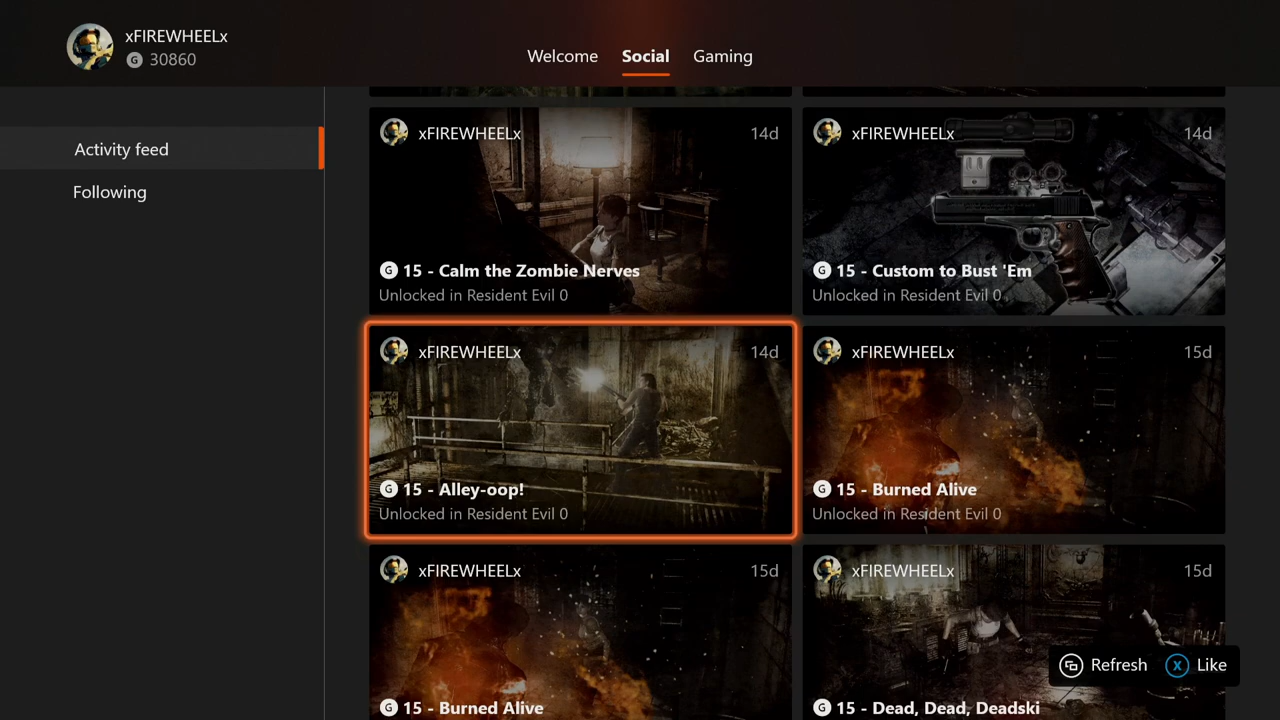 xFIREWHEELx
G 30860
Welcome Social Gaming
Activity feed
Following
xFIREWHEELx 14d
G 15 - Calm the Zombie Nerves
Unlocked in Resident Evil 0
xFIREWHEELx 14d
G 15 - Custom to Bust 'Em
Unlocked in Resident Evil 0
xFIREWHEELx 14d
G 15 - Alley-oop!
Unlocked in Resident Evil 0
xFIREWHEELx 15d
G 15 - Burned Alive
Unlocked in Resident Evil 0
xFIREWHEELx 15d
G 15 - Burned Alive
xFIREWHEELx 15d
G 15 - Dead, Dead, Deadski
Refresh X Like